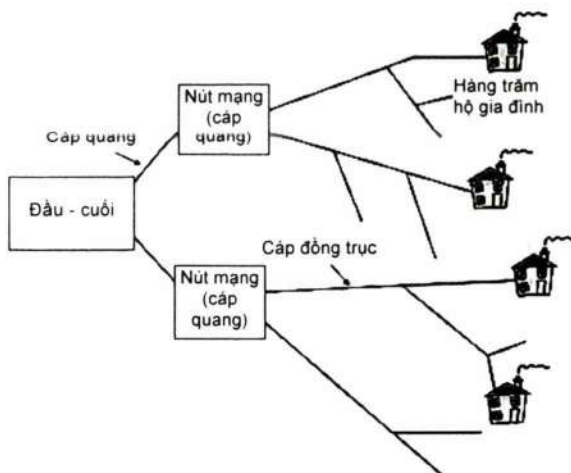 Nút mạng
(cáp
quang)
Hàng trăm
hộ gia đình
Cáp quang
Đầu - cuối
Cáp đồng trục
Nút mạng
(cáp
quang)